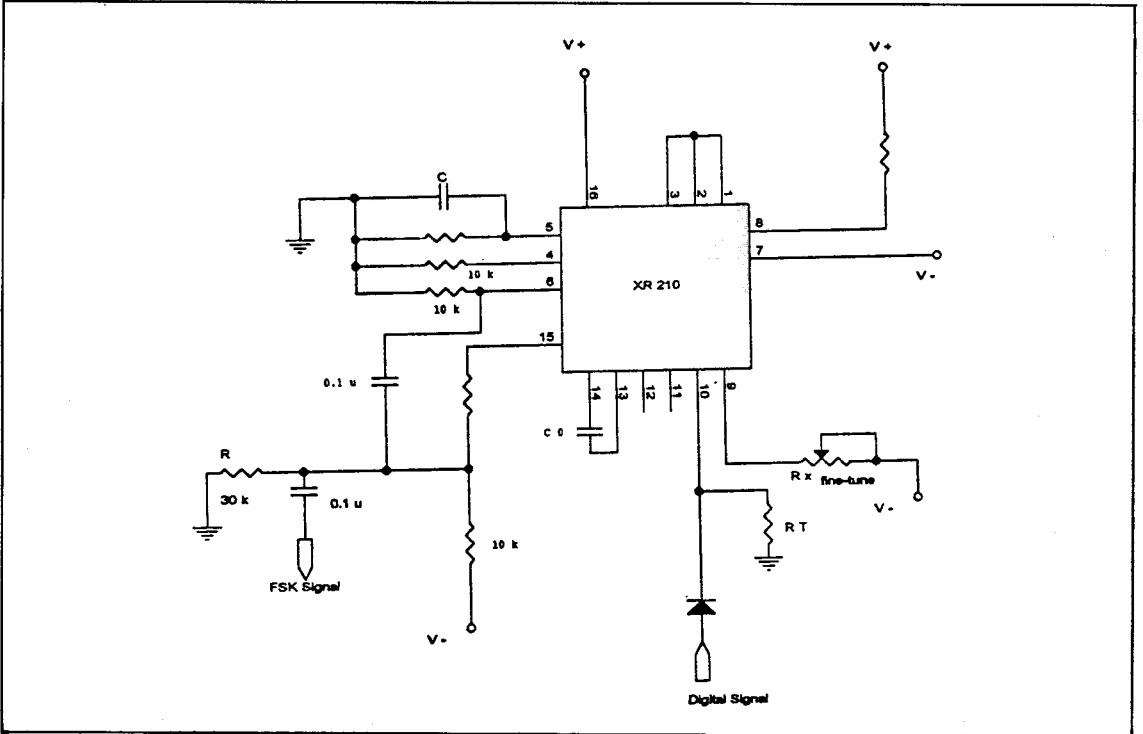 V +
V +
16
3
2
1
C
5
8
4
7
10 k
6
XR 210
V -
10 k
15
0.1 u
14
13
12
11
10
9
C 0
R
30 k
0.1 u
R x
fine-tune
V -
10 k
R T
FSK Signal
V -
Digital Signal